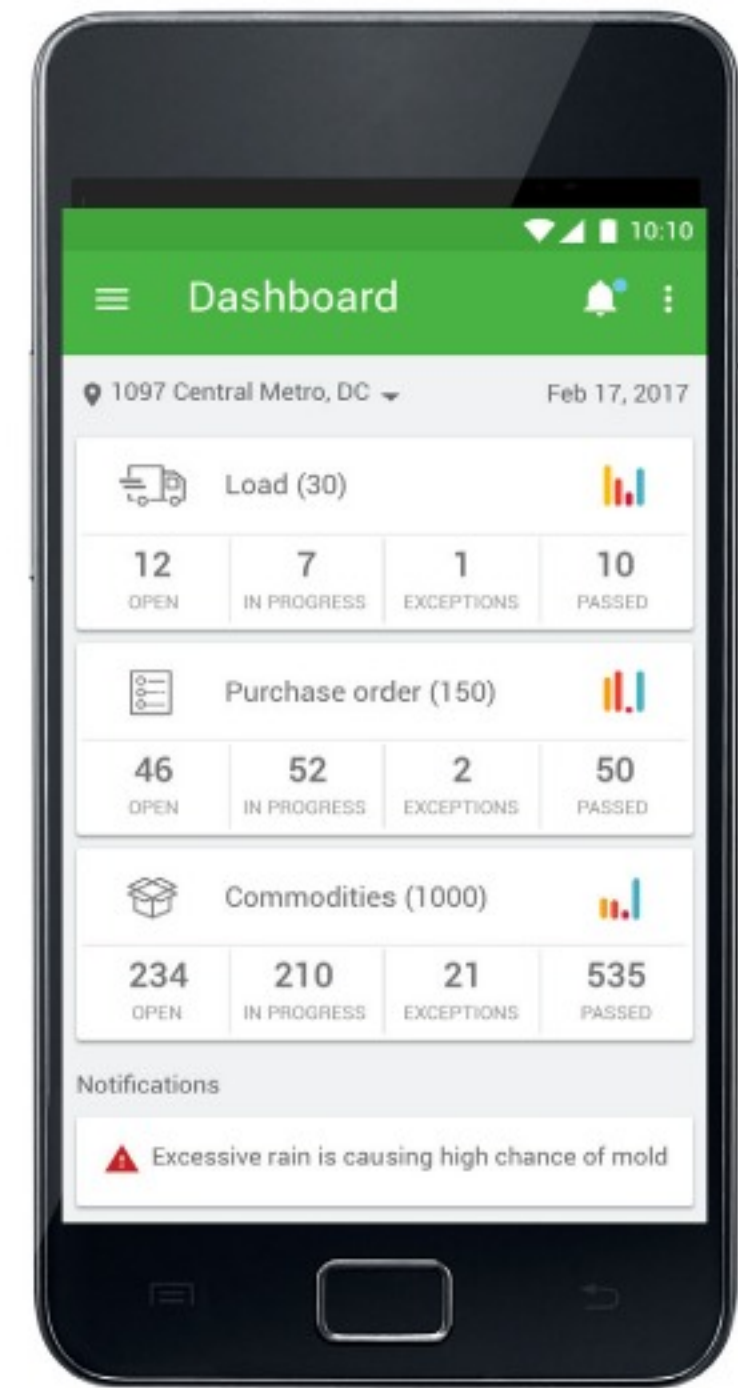 10:10
Dashboard
1097 Central Metro, DC Feb 17, 2017
Load (30)
12 7 1 10
OPEN IN PROGRESS EXCEPTIONS PASSED
Purchase order (150)
46 52 2 50
OPEN IN PROGRESS EXCEPTIONS PASSED
Commodities (1000)
234 210 21 535
OPEN IN PROGRESS EXCEPTIONS PASSED
Notifications
Excessive rain is causing high chance of mold